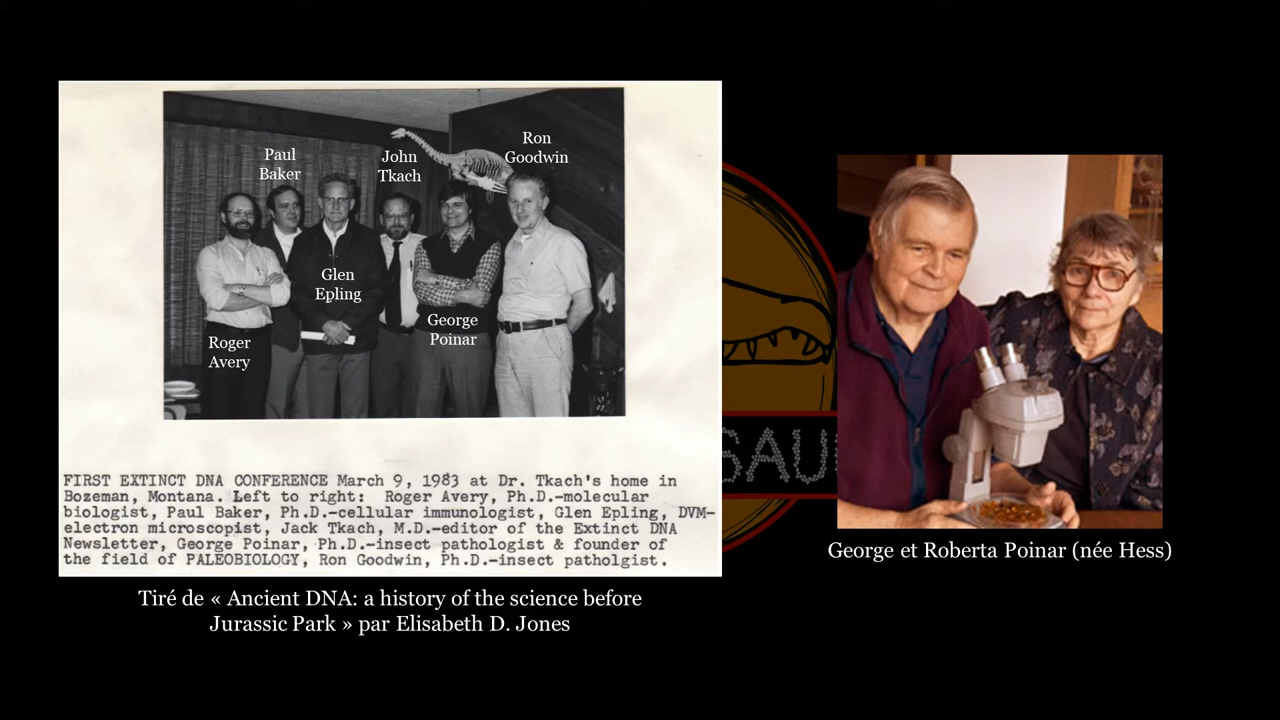 Paul
Baker
John
Tkach
Ron
Goodwin
Glen
Epling
George
Poinar
Roger
Avery
FIRST EXTINCT DNA CONFERENCE March 9, 1983 at Dr. Tkach's home in
Bozeman, Montana. Left to right: Roger Avery, Ph.D.-molecular
biologist, Paul Baker, Ph.D.-cellular immunologist, Glen Epling, DVM-
electron microscopist, Jack Tkach, M.D.-editor of the Extinct DNA
Newsletter, George Poinar, Ph.D.-insect pathologist & founder of
the field of PALEOBIOLOGY, Ron Goodwin, Ph.D.-insect patholgist.
Tiré de « Ancient DNA: a history of the science before
Jurassic Park » par Elisabeth D. Jones
SAU
George et Roberta Poinar (née Hess)